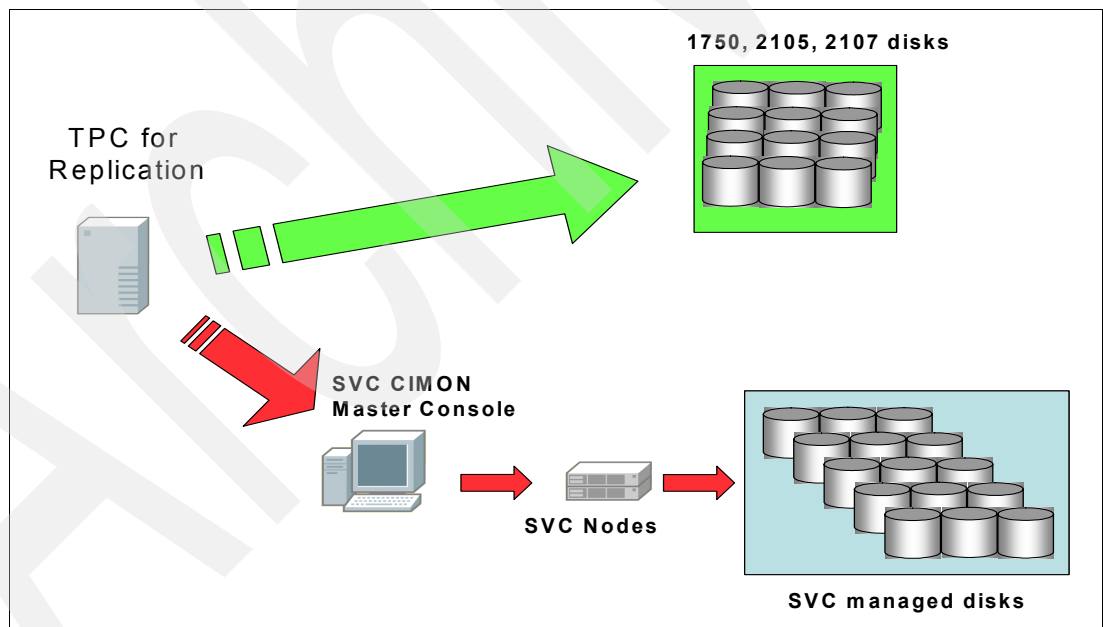 1750, 2105, 2107 disks
TPC for
Replication
SVC CIMON
Master Console
SVC Nodes
SVC managed disks